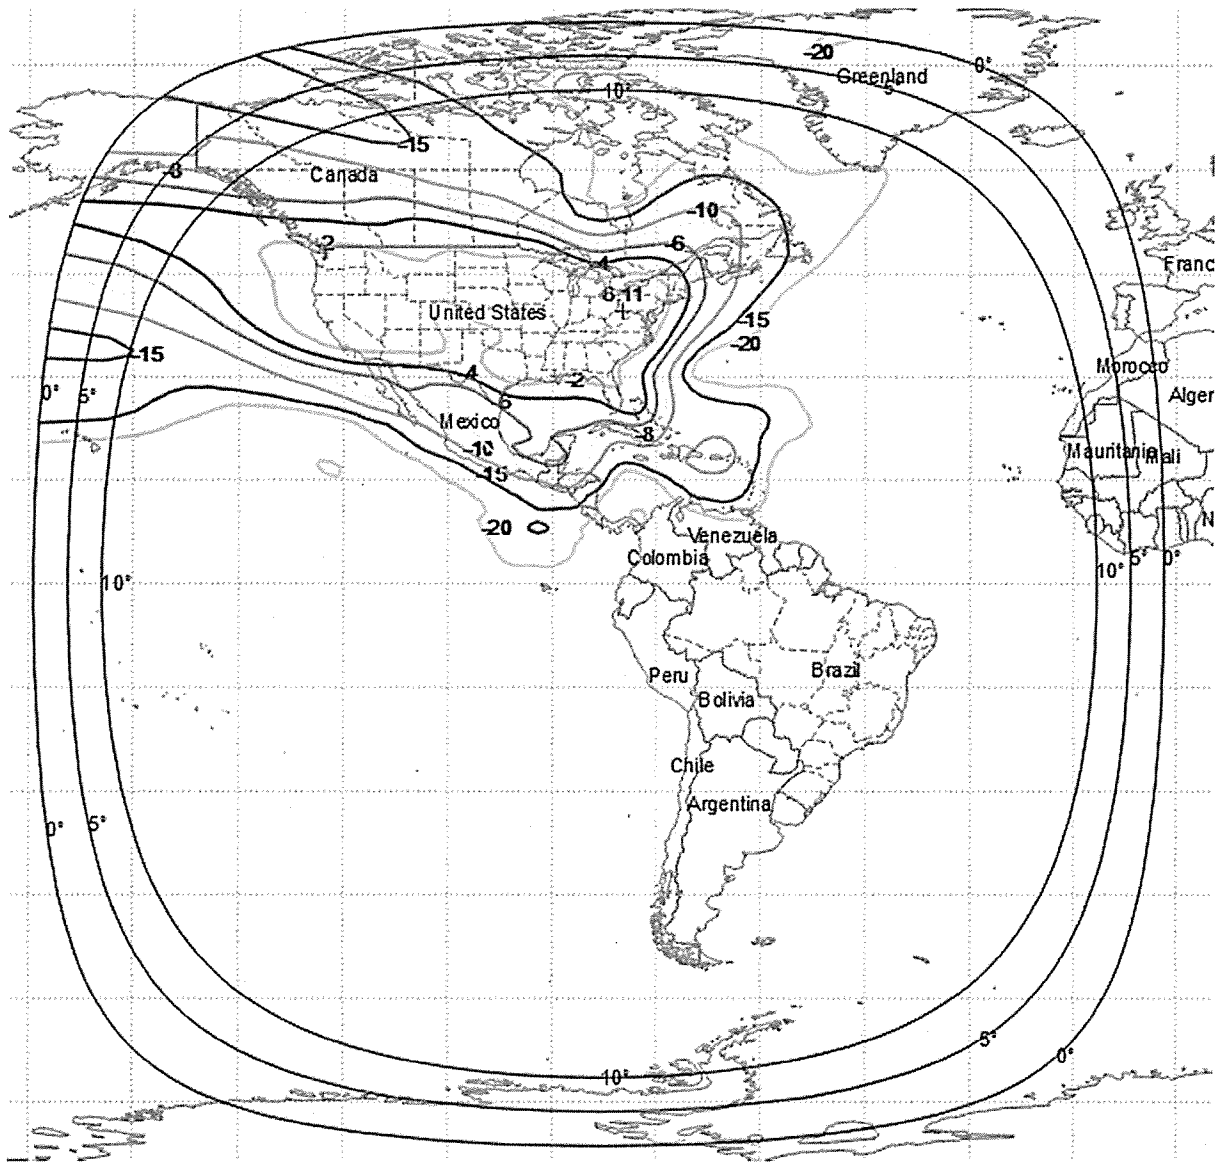 -20
0°
Greenland
5°
10°
-15
-8
Canada
-10
-2
-6
-4
Franc
6.11
United States
-15
-20
-15
Morocco
-4
-2
0°
5°
Alger
-6
Mexico
-8
-10
Mauritania
Mali
-15
-20
N
Venezuela
Colombia
10°
10°
5°
0°
Peru
Brazil
Bolivia
Chile
Argentina
0°
5°
5°
0°
10°